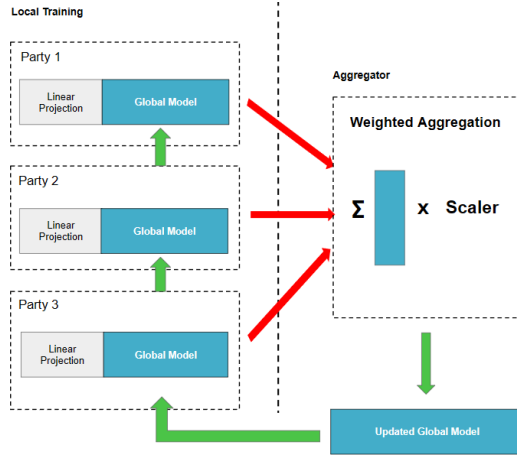 Local Training
Party 1
Linear
Projection
Global Model
Party 2
Linear
Projection
Global Model
Party 3
Linear
Projection
Global Model
Aggregator
Weighted Aggregation
Σ x Scaler
Updated Global Model